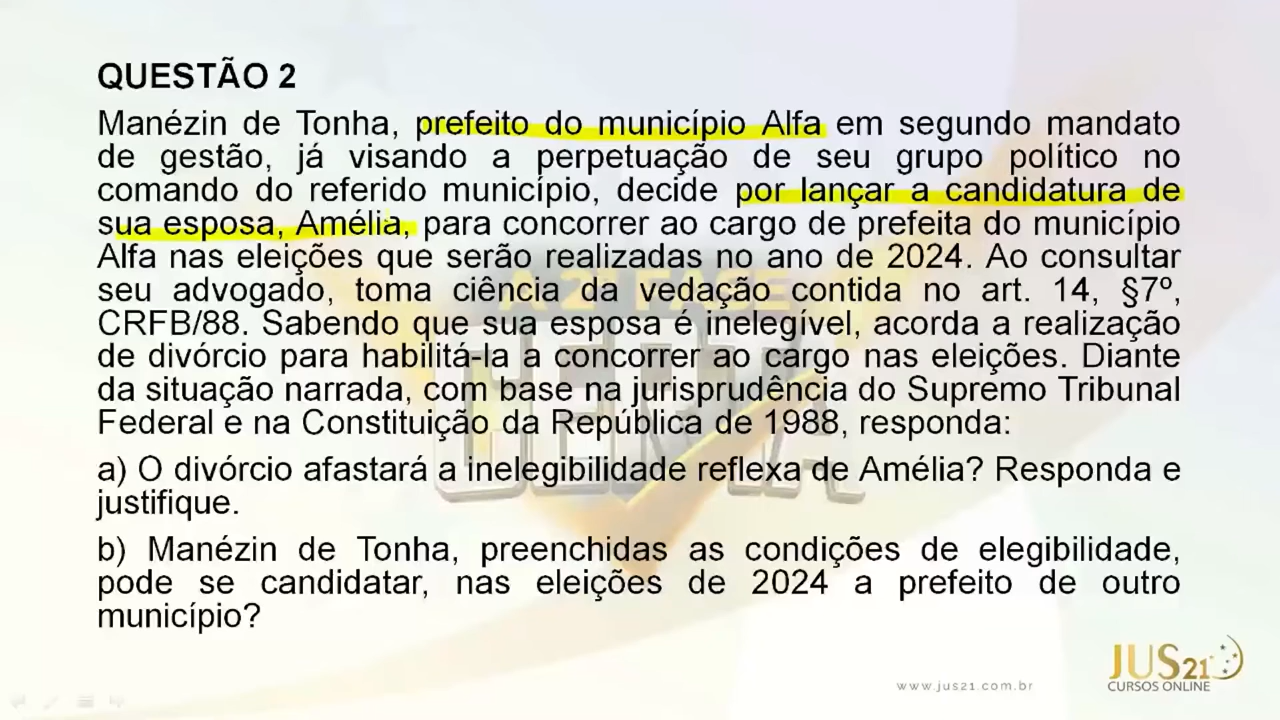 QUESTÃO 2
Manézin de Tonha, prefeito do município Alfa em segundo mandato
de gestão, já visando a perpetuação de seu grupo político no
comando do referido município, decide por lançar a candidatura de
sua esposa, Amélia, para concorrer ao cargo de prefeita do município
Alfa nas eleições que serão realizadas no ano de 2024. Ao consultar
seu advogado, toma ciência da vedação contida no art. 14, §7º,
CRFB/88. Sabendo que sua esposa é inelegível, acorda a realização
de divórcio para habilitá-la a concorrer ao cargo nas eleições. Diante
da situação narrada, com base na jurisprudência do Supremo Tribunal
Federal e na Constituição da República de 1988, responda:
a) O divórcio afastará a inelegibilidade reflexa de Amélia? Responda e
justifique.
b) Manézin de Tonha, preenchidas as condições de elegibilidade,
pode se candidatar, nas eleições de 2024 a prefeito de outro
município?
A 2ª FASE
CERTA
JUS21
CURSOS ONLINE
www.jus21.com.br